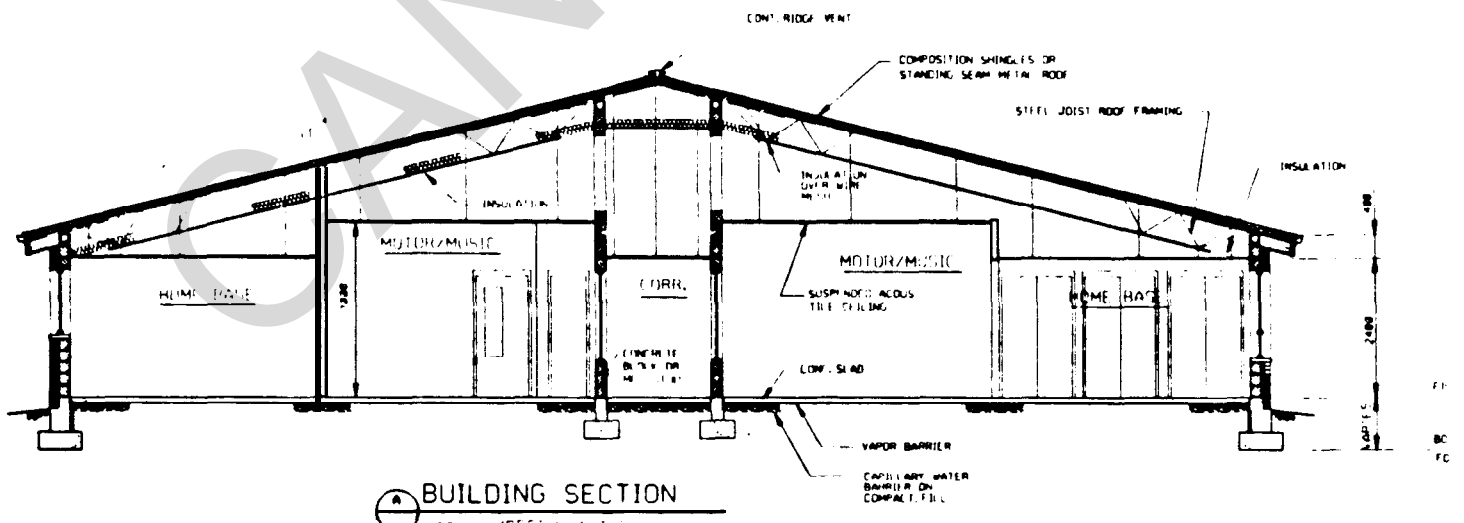 CONT. RIDGE VENT
COMPOSITION SHINGLES OR
STANDING SEAM METAL ROOF
STEEL JOIST ROOF FRAMING
INSULATION
INSULATION
OVER WIRE
MESH
INSULATION
400
MOTOR/MUSIC
MOTOR/MUSIC
HOME BASE
CORR.
HOME BASE
SUSPENDED ACOUS
TILE CEILING
2400
CONCRETE
BLOCK OR
CONC. SLAB
VARIES
VAPOR BARRIER
CAPILLARY WATER
BARRIER ON
COMPACT. FILL
A
BUILDING SECTION